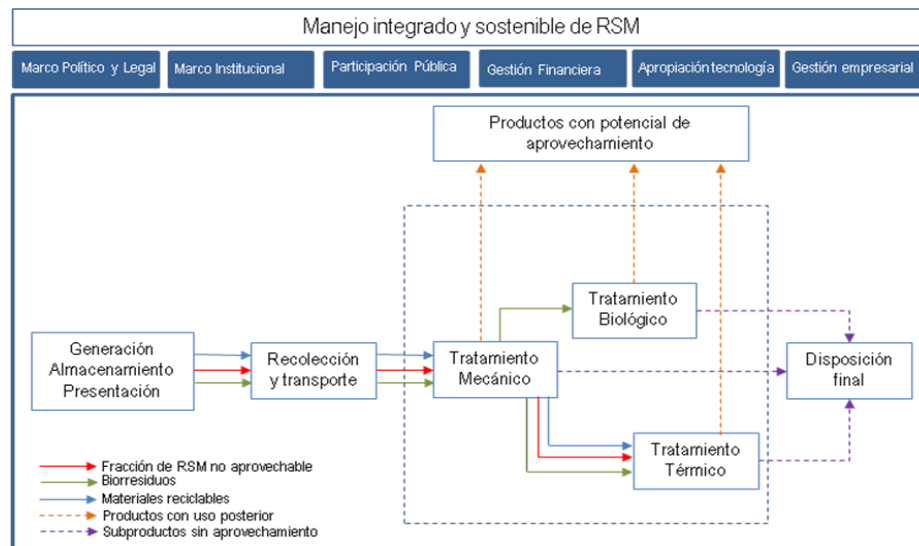 Manejo integrado y sostenible de RSM
Marco Político y Legal
Marco Institucional
Participación Pública
Gestión Financiera
Apropiación tecnología
Gestión empresarial
Productos con potencial de
aprovechamiento
Tratamiento
Biológico
Generación
Almacenamiento
Presentación
Recolección
y transporte
Tratamiento
Mecánico
Disposición
final
Tratamiento
Térmico
Fracción de RSM no aprovechable
Biorresiduos
Materiales reciclables
Productos con uso posterior
Subproductos sin aprovechamiento